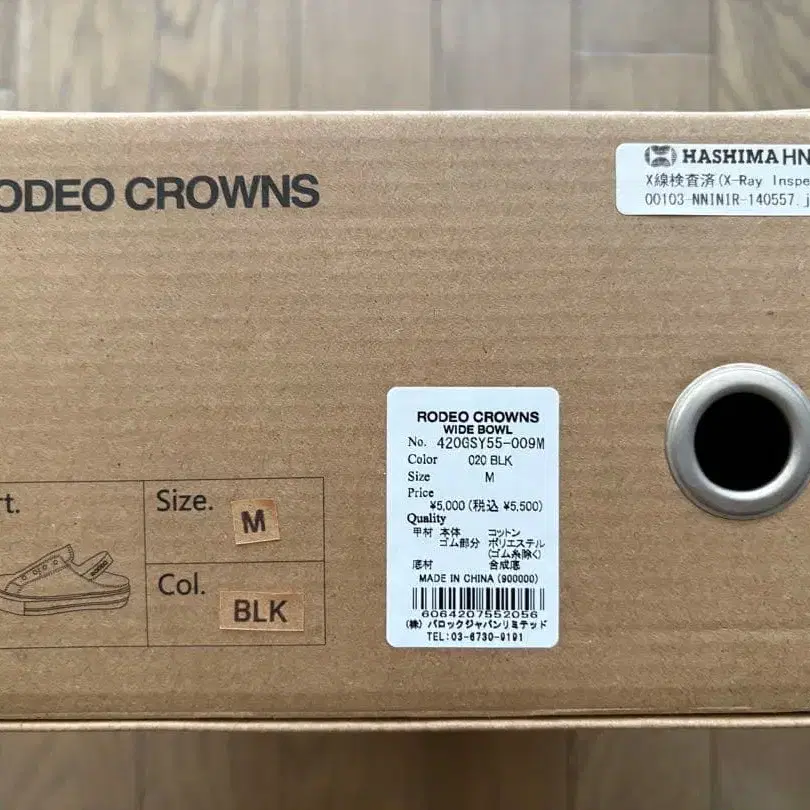 RODEO CROWNS
HASHIMA HN
X線検査済(X-Ray Inspe
00103-NNINIR-140557.j
RODEO CROWNS
WIDE BOWL
No. 420GSY55-009M
Color 020 BLK
Size M
Price
¥5,000(税込 ¥5,500)
Quality
甲材 本体 コットン
ゴム部分 ポリエステル
(ゴム糸除く)
底材 合成底
MADE IN CHINA (900000)
6064207552056
(株) バロックジャパンリミテッド
TEL:03-6730-9191
rt.
Size. M
Col. BLK
RODEO